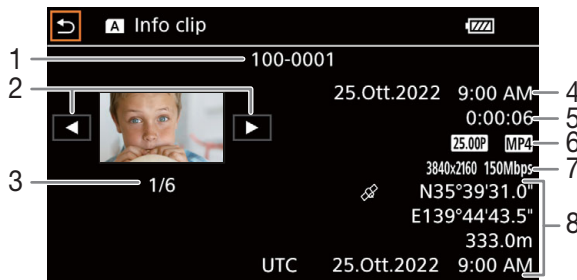 A Info clip
1 100-0001
2
25.Ott.2022 9:00 AM 4
0:00:06 5
25.00P MP4 6
3840x2160 150Mbps 7
3 1/6
N35°39'31.0"
E139°44'43.5" 8
333.0m
UTC 25.Ott.2022 9:00 AM